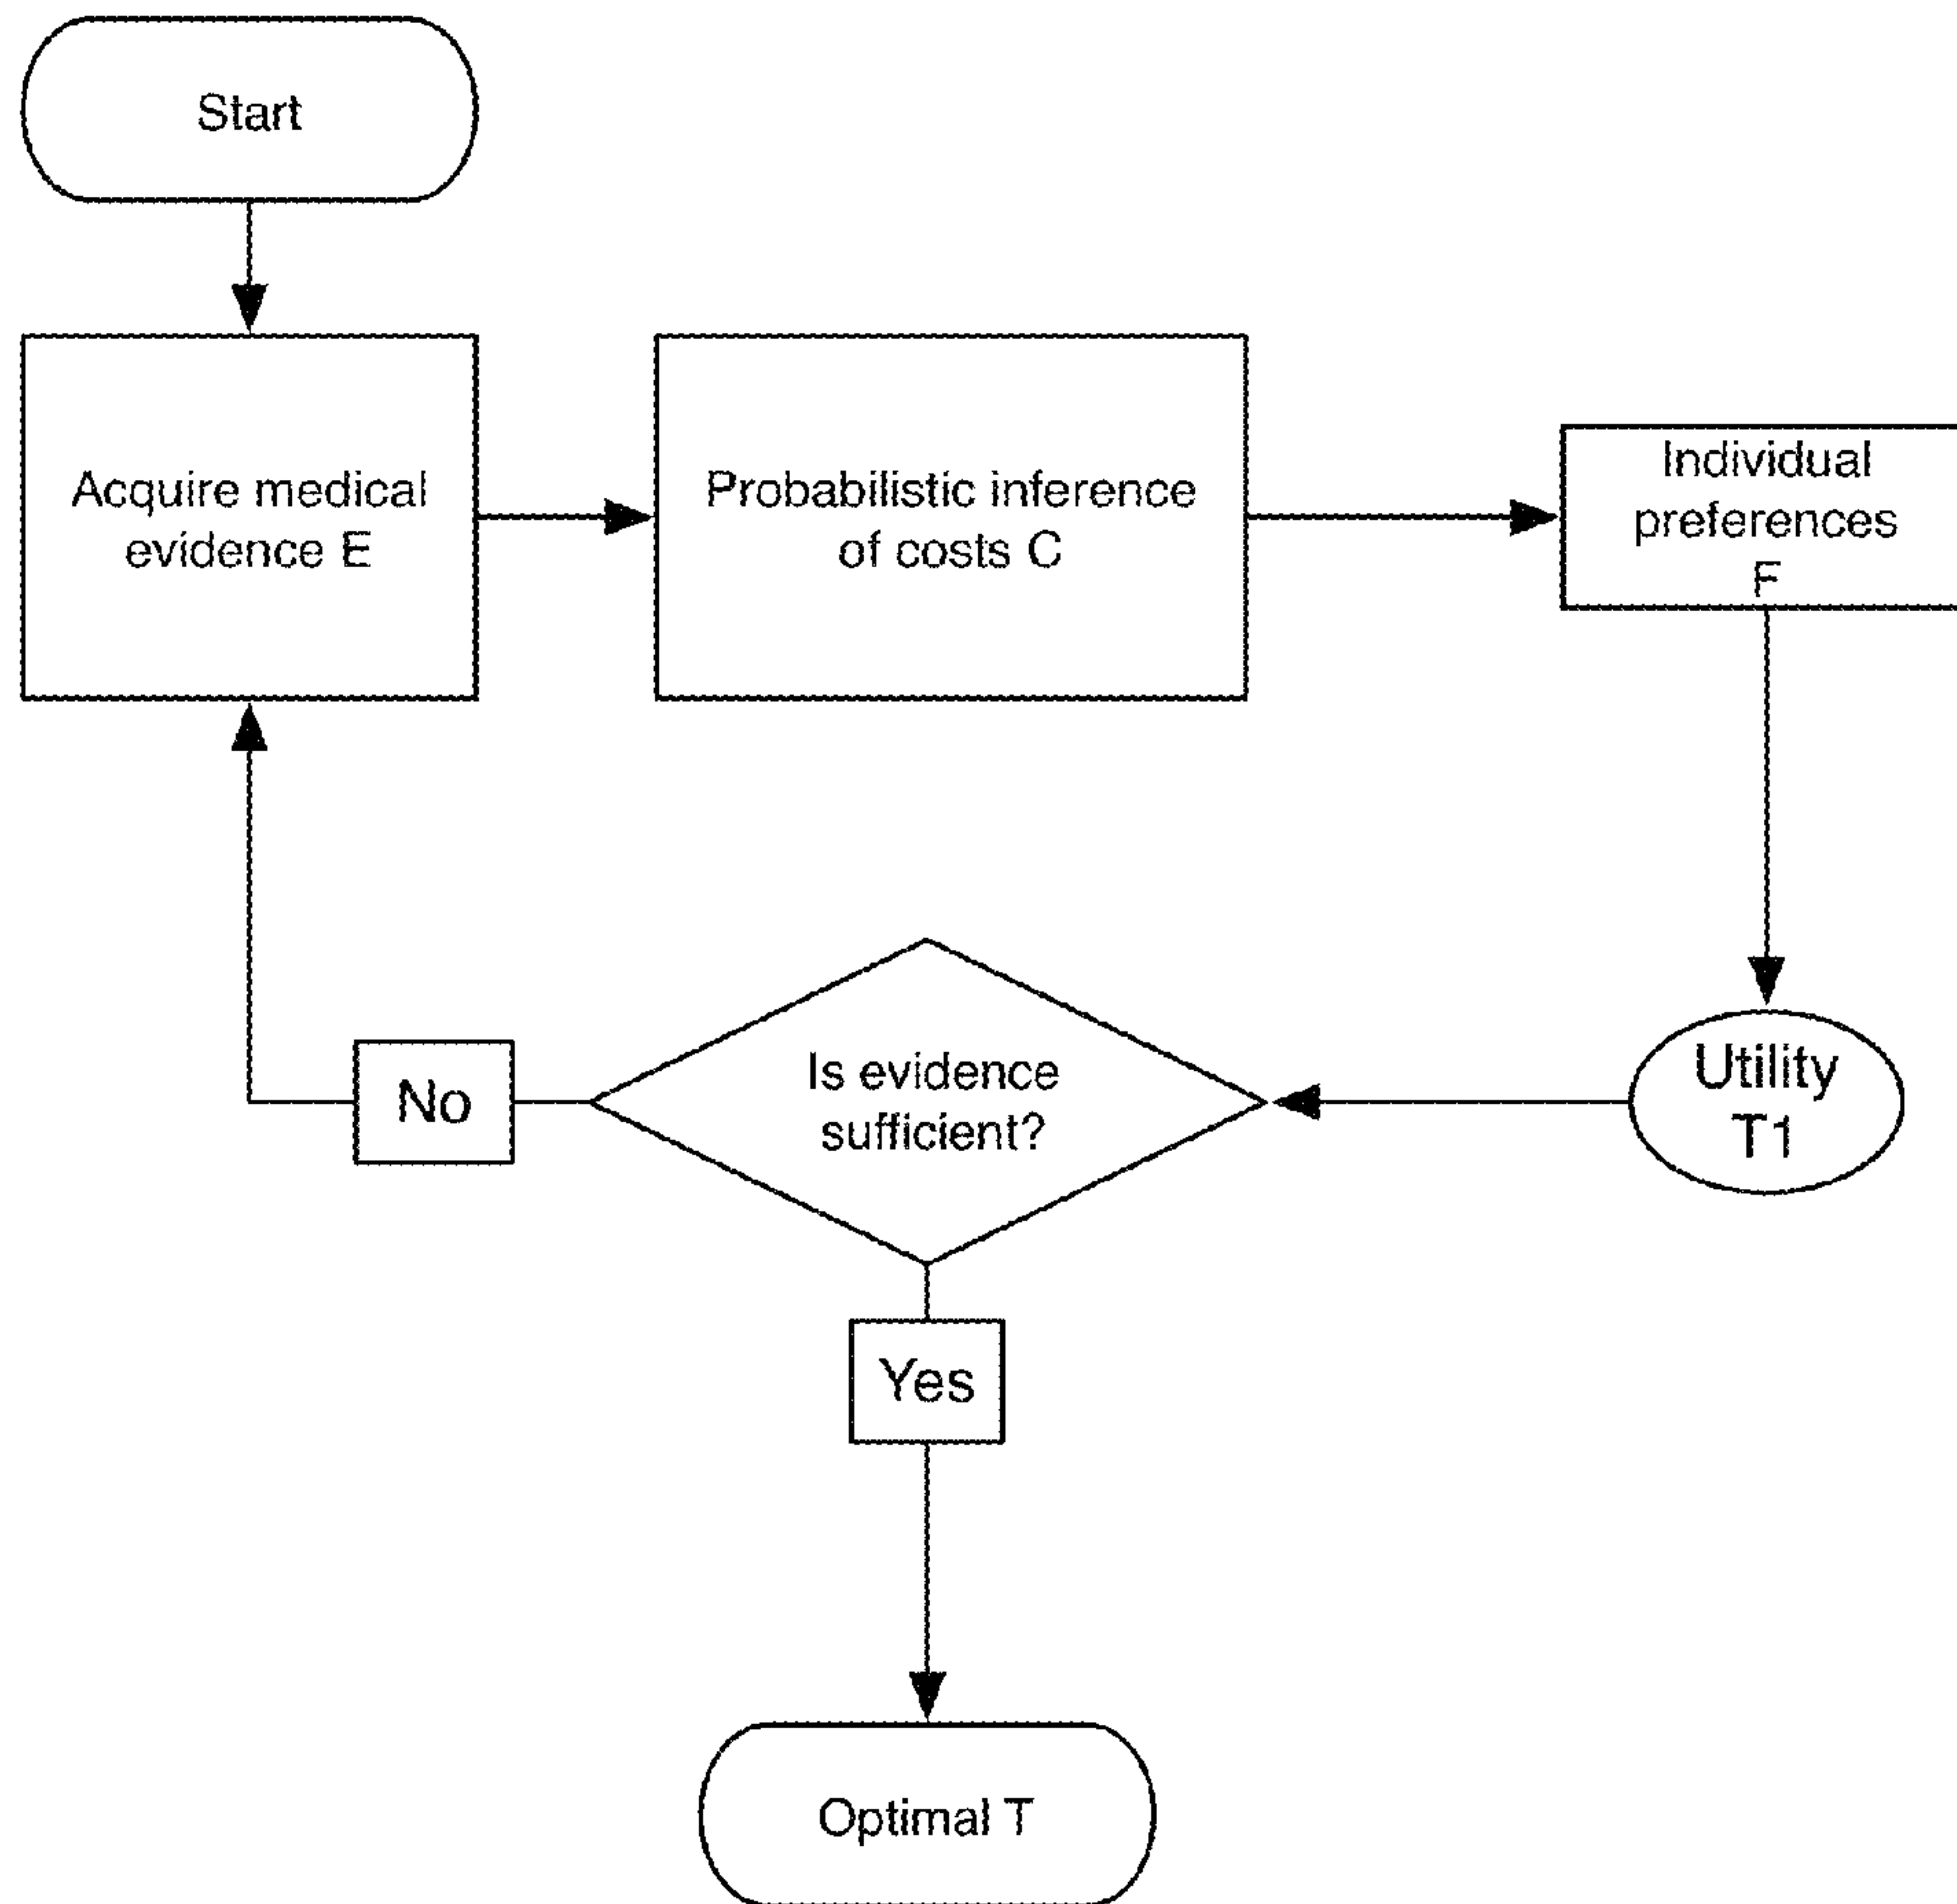 Start
Acquire medical
evidence E
Probabilistic inference
of costs C
Individual
preferences
F
Utility
T1
Is evidence
sufficient?
No
Yes
Optimal T